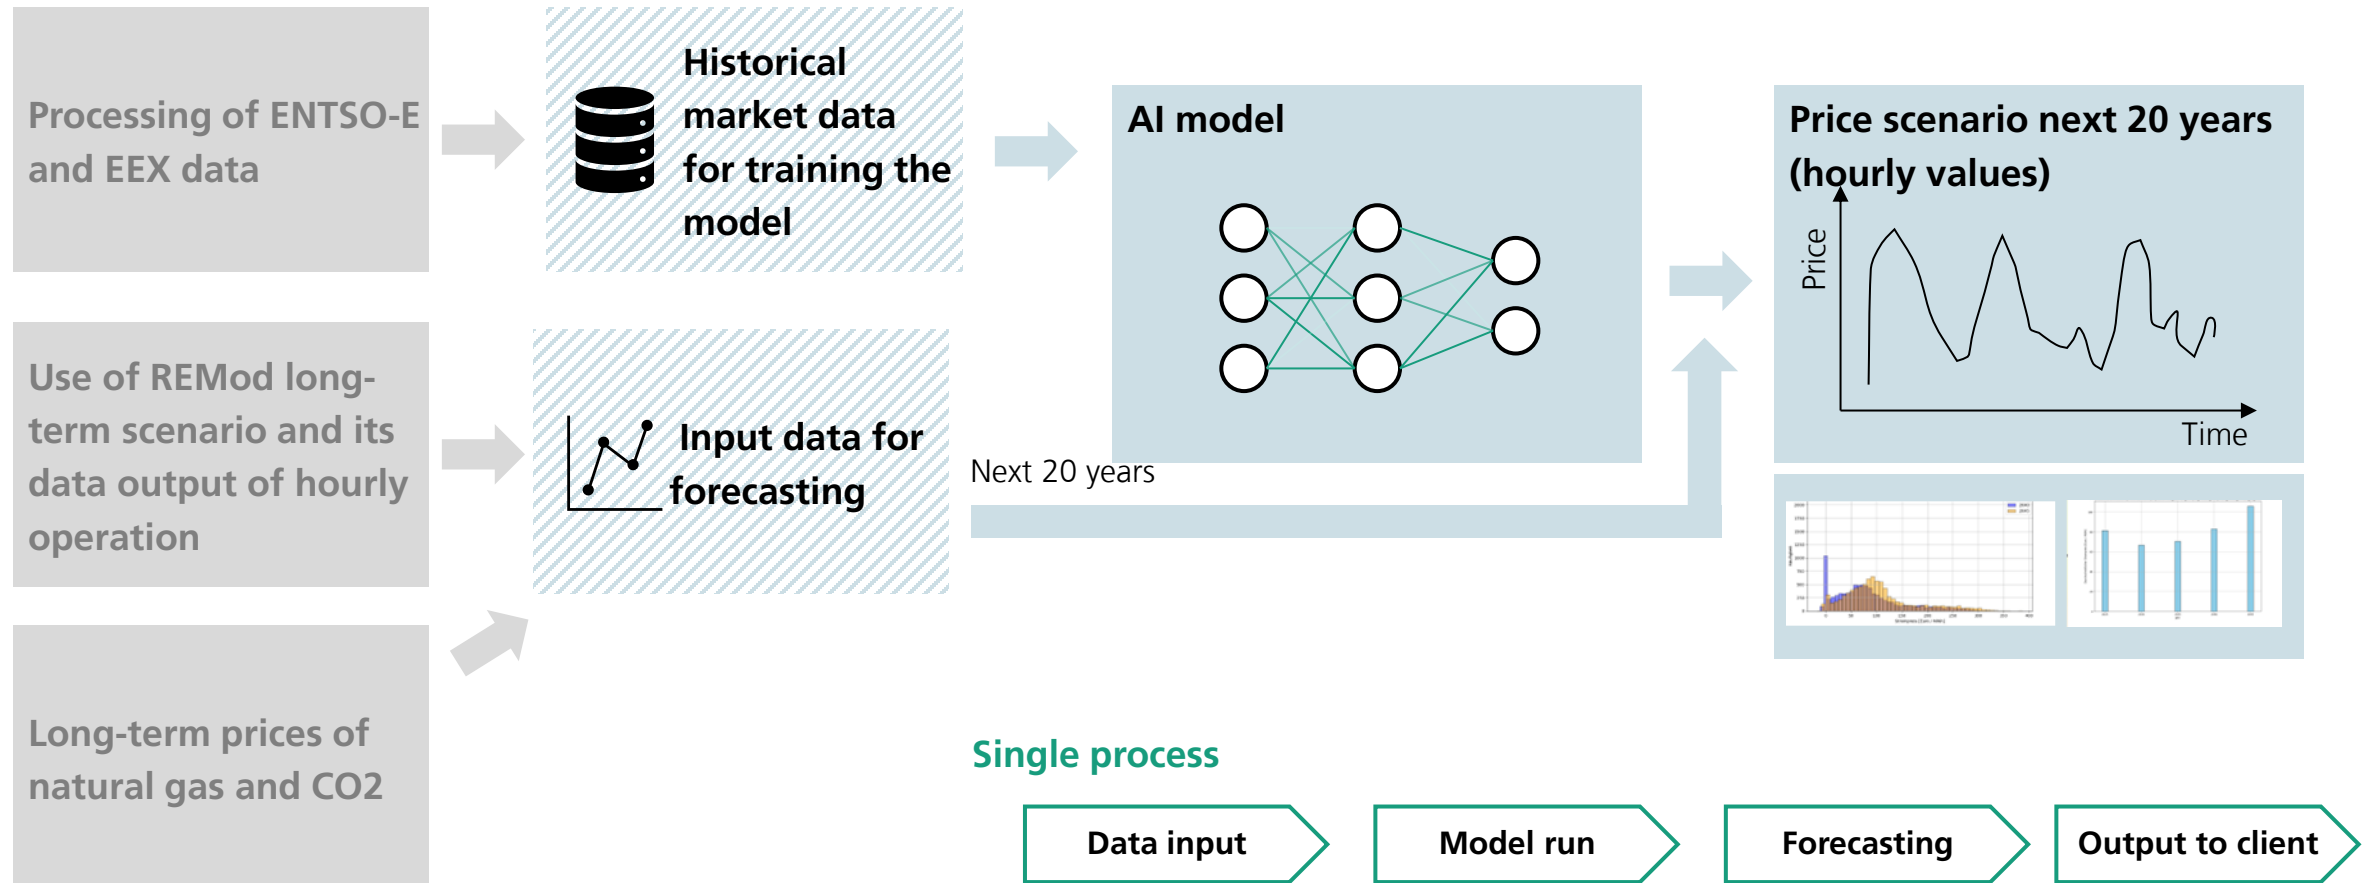 Processing of ENTSO-E
and EEX data
Historical
market data
for training the
model
AI model
Price scenario next 20 years
(hourly values)
Price
Time
Use of REMod long-
term scenario and its
data output of hourly
operation
Input data for
forecasting
Next 20 years
Long-term prices of
natural gas and CO2
Single process
Data input
Model run
Forecasting
Output to client